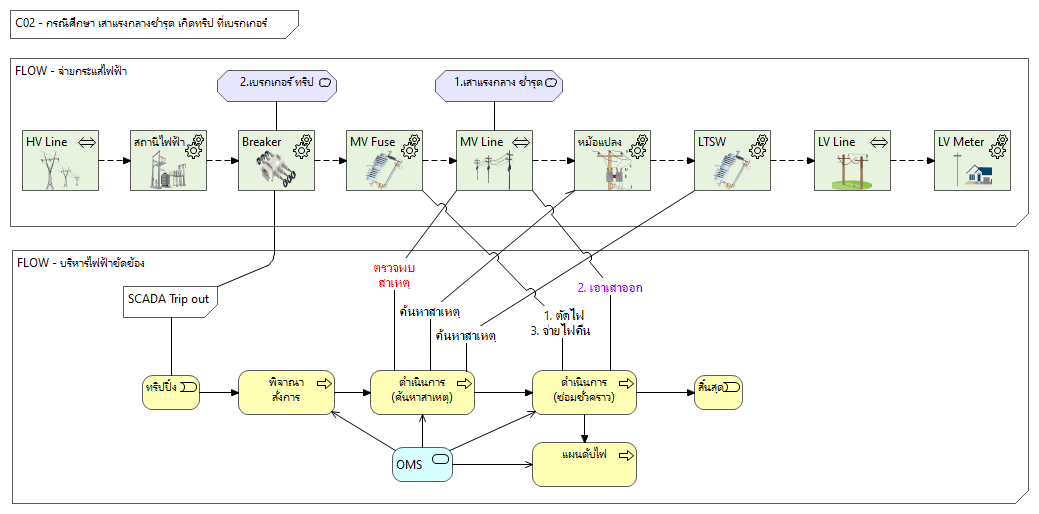 C02 - กรณีศึกษา เสาแรงกลางชำรุด เกิดทริป ที่เบรกเกอร์
FLOW - จ่ายกระแสไฟฟ้า
2.เบรกเกอร์ ทริป
1.เสาแรงกลาง ชำรุด
HV Line
สถานีไฟฟ้า
Breaker
MV Fuse
MV Line
หม้อแปลง
LTSW
LV Line
LV Meter
FLOW - บริหารไฟฟ้าขัดข้อง
ตรวจพบ
สาเหตุ
2. เอาเสาออก
SCADA Trip out
ค้นหาสาเหตุ
1. ตัดไฟ
3. จ่ายไฟคืน
ค้นหาสาเหตุ
ทริปปิ้ง
พิจาณา
สั่งการ
ดำเนินการ
(ค้นหาสาเหตุ)
ดำเนินการ
(ซ่อมชั่วคราว)
สิ้นสุด
OMS
แผนดับไฟ